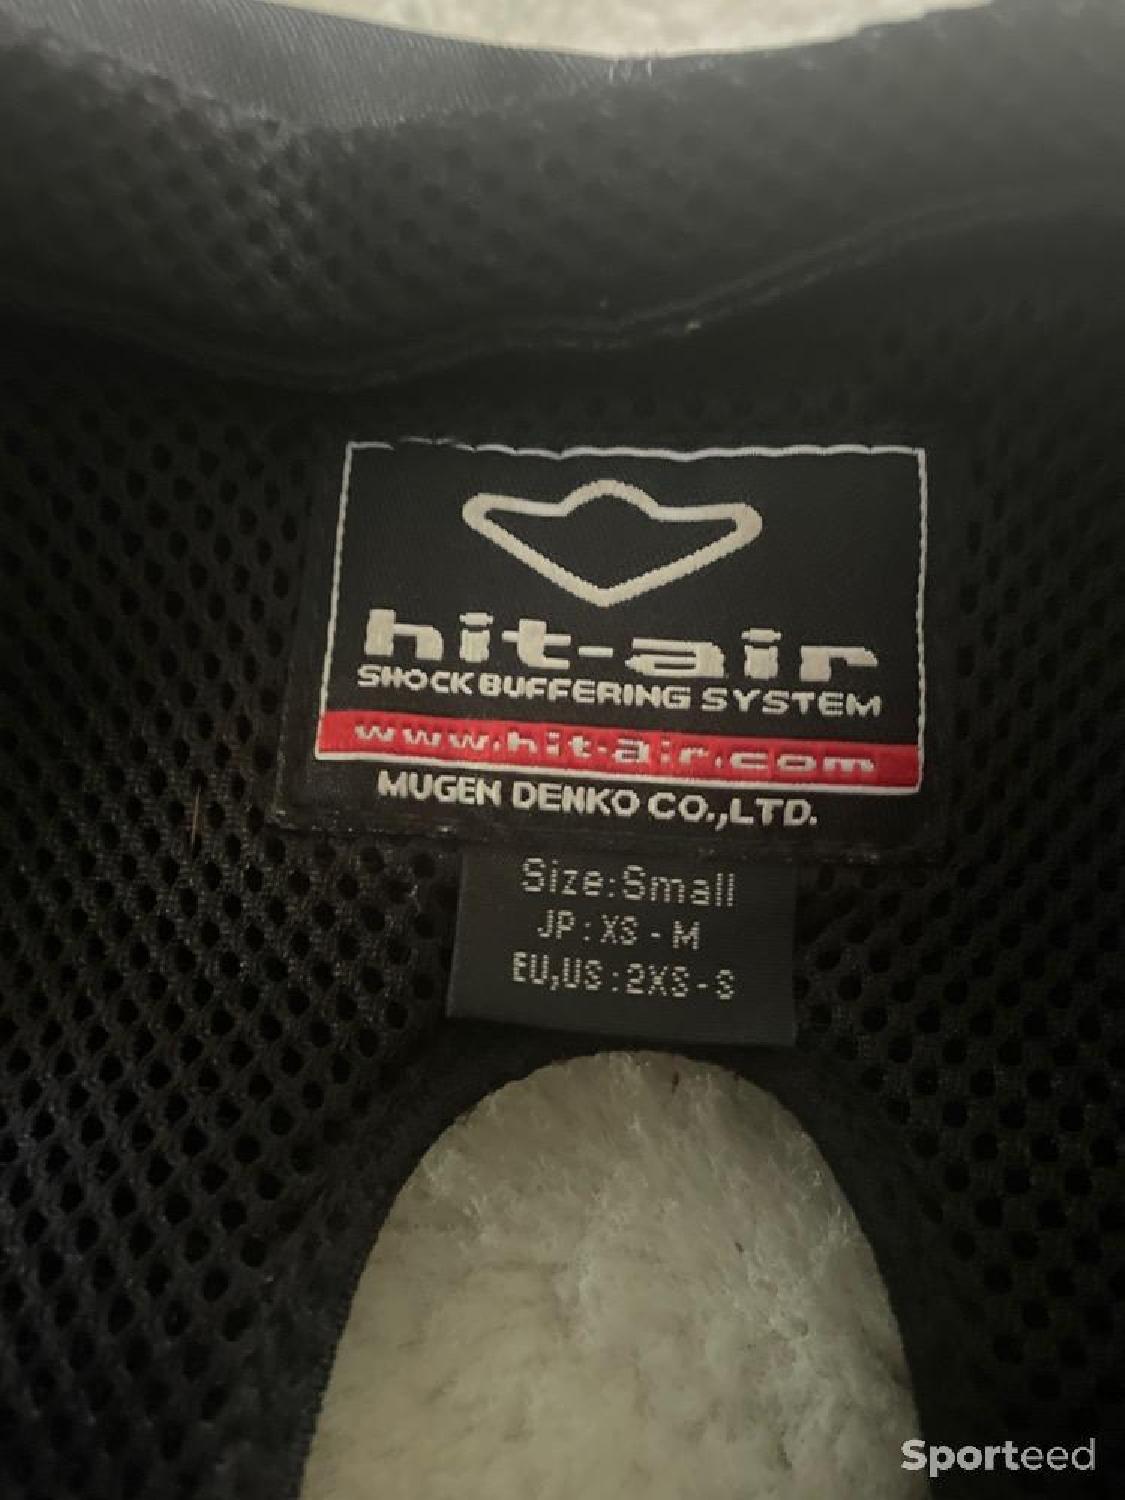 hit-air
SHOCK BUFFERING SYSTEM
www.hit-air.com
MUGEN DENKO CO.,LTD.
Size:Small
JP:XS-M
EU,US:2XS-S
Sporteed